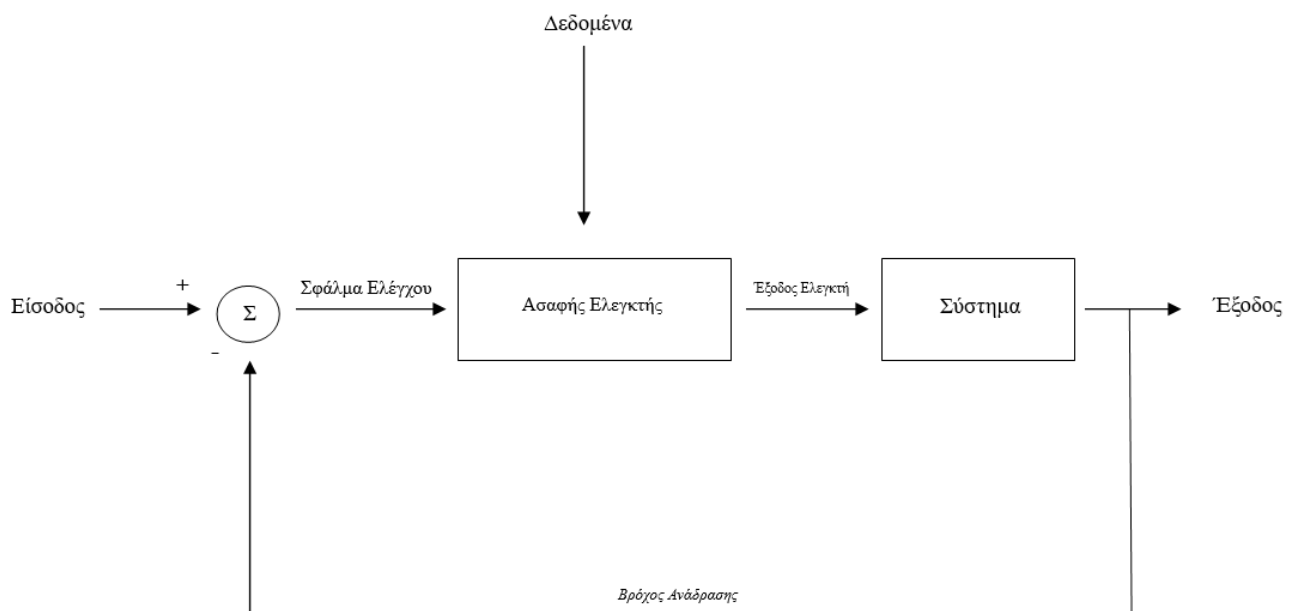 Δεδομένα
Είσοδος
+
-
Σ
Σφάλμα Ελέγχου
Ασαφής Ελεγκτής
Έξοδος Ελεγκτή
Σύστημα
Έξοδος
Βρόχος Ανάδρασης